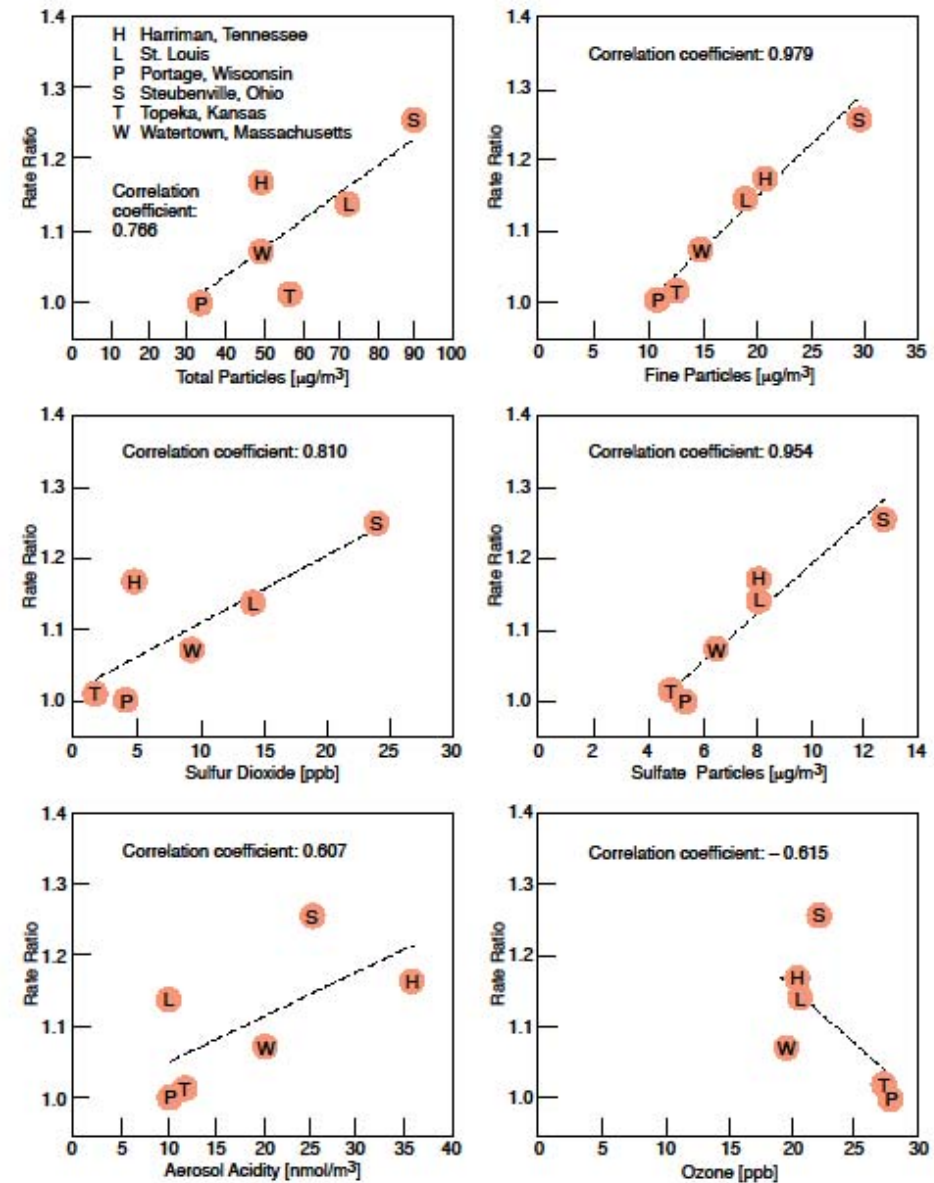 1.4
1.3
1.2
1.1
1.0
Rate Ratio
H Harriman, Tennessee
L St. Louis
P Portage, Wisconsin
S Steubenville, Ohio
T Topeka, Kansas
W Watertown, Massachusetts
Correlation
coefficient:
0.766
S
H
L
W
P
T
0 10 20 30 40 50 60 70 80 90 100
Total Particles [μg/m³]
1.4
1.3
1.2
1.1
1.0
Rate Ratio
Correlation coefficient: 0.979
S
H
L
W
P T
0 5 10 15 20 25 30 35
Fine Particles [μg/m³]
1.4
1.3
1.2
1.1
1.0
Rate Ratio
Correlation coefficient: 0.810
S
H
L
W
T P
0 5 10 15 20 25 30
Sulfur Dioxide [ppb]
1.4
1.3
1.2
1.1
1.0
Rate Ratio
Correlation coefficient: 0.954
S
H
L
W
T P
0 2 4 6 8 10 12 14
Sulfate Particles [μg/m³]
1.4
1.3
1.2
1.1
1.0
Rate Ratio
Correlation coefficient: 0.607
S
H
L
W
P T
0 5 10 15 20 25 30 35 40
Aerosol Acidity [nmol/m³]
1.4
1.3
1.2
1.1
1.0
Rate Ratio
Correlation coefficient: – 0.615
S
H
L
W
T
P
0 5 10 15 20 25 30
Ozone [ppb]